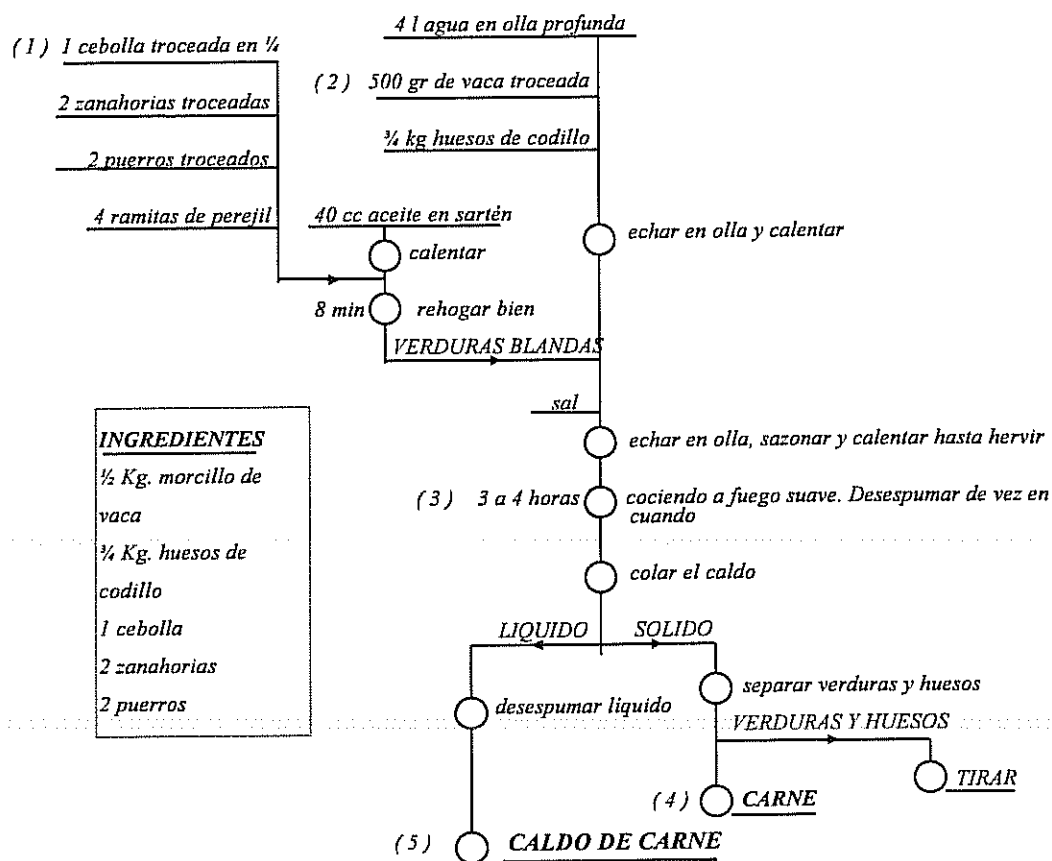 4 l agua en olla profunda
(1) 1 cebolla troceada en ¼
(2) 500 gr de vaca troceada
2 zanahorias troceadas
¾ kg huesos de codillo
2 puerros troceados
4 ramitas de perejil
40 cc aceite en sartén
echar en olla y calentar
calentar
8 min rehogar bien
VERDURAS BLANDAS
sal
echar en olla, sazonar y calentar hasta hervir
(3) 3 a 4 horas cociendo a fuego suave. Desespumar de vez en
cuando
colar el caldo
INGREDIENTES
½ Kg. morcillo de
vaca
¾ Kg. huesos de
codillo
1 cebolla
2 zanahorias
2 puerros
LIQUIDO SOLIDO
separar verduras y huesos
desespumar líquido
VERDURAS Y HUESOS
TIRAR
(4) CARNE
(5) CALDO DE CARNE